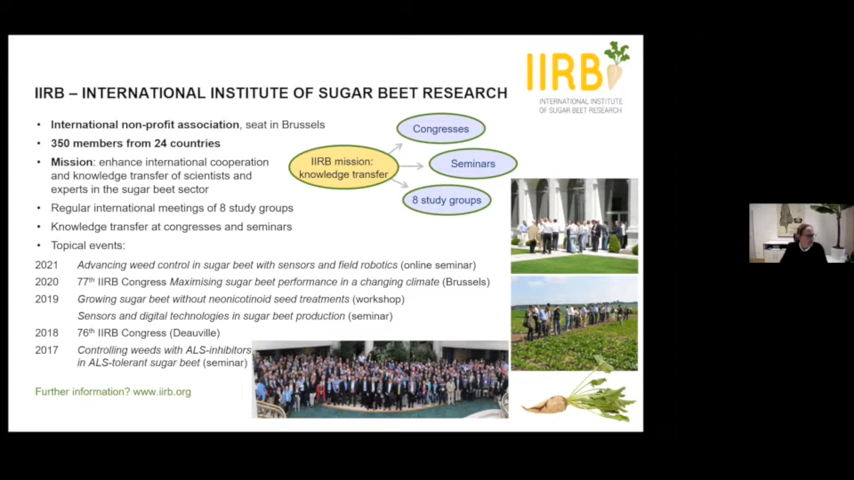 IIRB
INTERNATIONAL INSTITUTE
OF SUGAR BEET RESEARCH
IIRB – INTERNATIONAL INSTITUTE OF SUGAR BEET RESEARCH
• International non-profit association, seat in Brussels
• 350 members from 24 countries
• Mission: enhance international cooperation
and knowledge transfer of scientists and
experts in the sugar beet sector
• Regular international meetings of 8 study groups
• Knowledge transfer at congresses and seminars
• Topical events:
IIRB mission:
knowledge transfer
Congresses
Seminars
8 study groups
2021 Advancing weed control in sugar beet with sensors and field robotics (online seminar)
2020 77th IIRB Congress Maximising sugar beet performance in a changing climate (Brussels)
2019 Growing sugar beet without neonicotinoid seed treatments (workshop)
Sensors and digital technologies in sugar beet production (seminar)
2018 76th IIRB Congress (Deauville)
2017 Controlling weeds with ALS-inhibitors
in ALS-tolerant sugar beet (seminar)
Further information? www.iirb.org